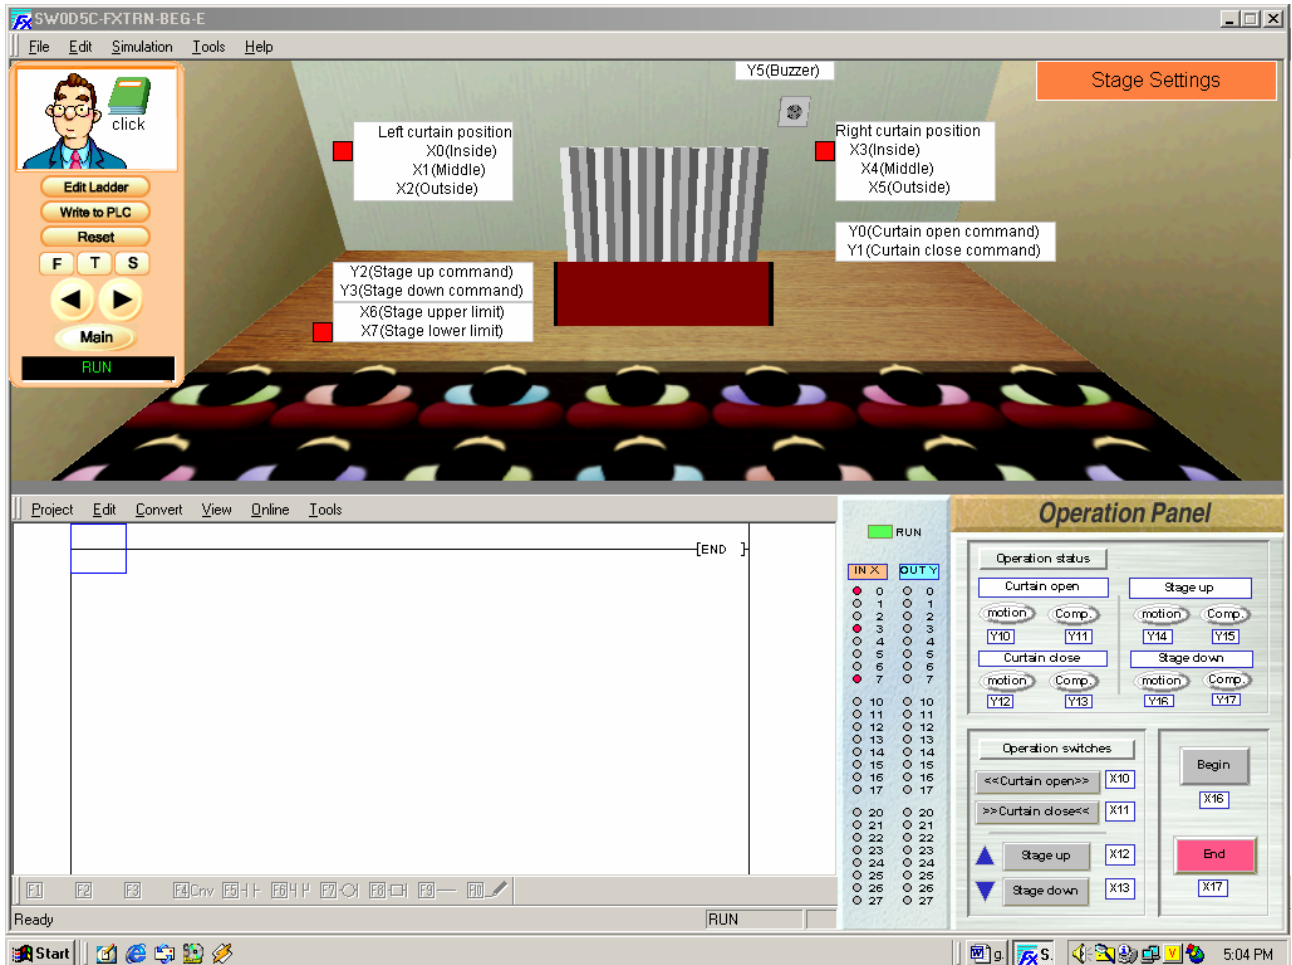 SW0D5C-FXTRN-BEG-E
File Edit Simulation Tools Help
click
Edit Ladder
Write to PLC
Reset
F T S
Main
RUN
Y5(Buzzer)
Stage Settings
Left curtain position
X0(Inside)
X1(Middle)
X2(Outside)
Right curtain position
X3(Inside)
X4(Middle)
X5(Outside)
Y0(Curtain open command)
Y1(Curtain close command)
Y2(Stage up command)
Y3(Stage down command)
X6(Stage upper limit)
X7(Stage lower limit)
Project Edit Convert View Online Tools
[END ]
F1 F2 F3 F4Cnv F5 F6 F7 F8 F9 F10
Ready RUN
RUN
IN X OUT Y
0 0
1 1
2 2
3 3
4 4
5 5
6 6
7 7
10 10
11 11
12 12
13 13
14 14
15 15
16 16
17 17
20 20
21 21
22 22
23 23
24 24
25 25
26 26
27 27
Operation Panel
Operation status
Curtain open Stage up
motion Comp. motion Comp.
Y10 Y11 Y14 Y15
Curtain close Stage down
motion Comp. motion Comp.
Y12 Y13 Y16 Y17
Operation switches
<<Curtain open>> X10
>>Curtain close<< X11
Stage up X12
Stage down X13
Begin
X16
End
X17
Start g. S. 5:04 PM